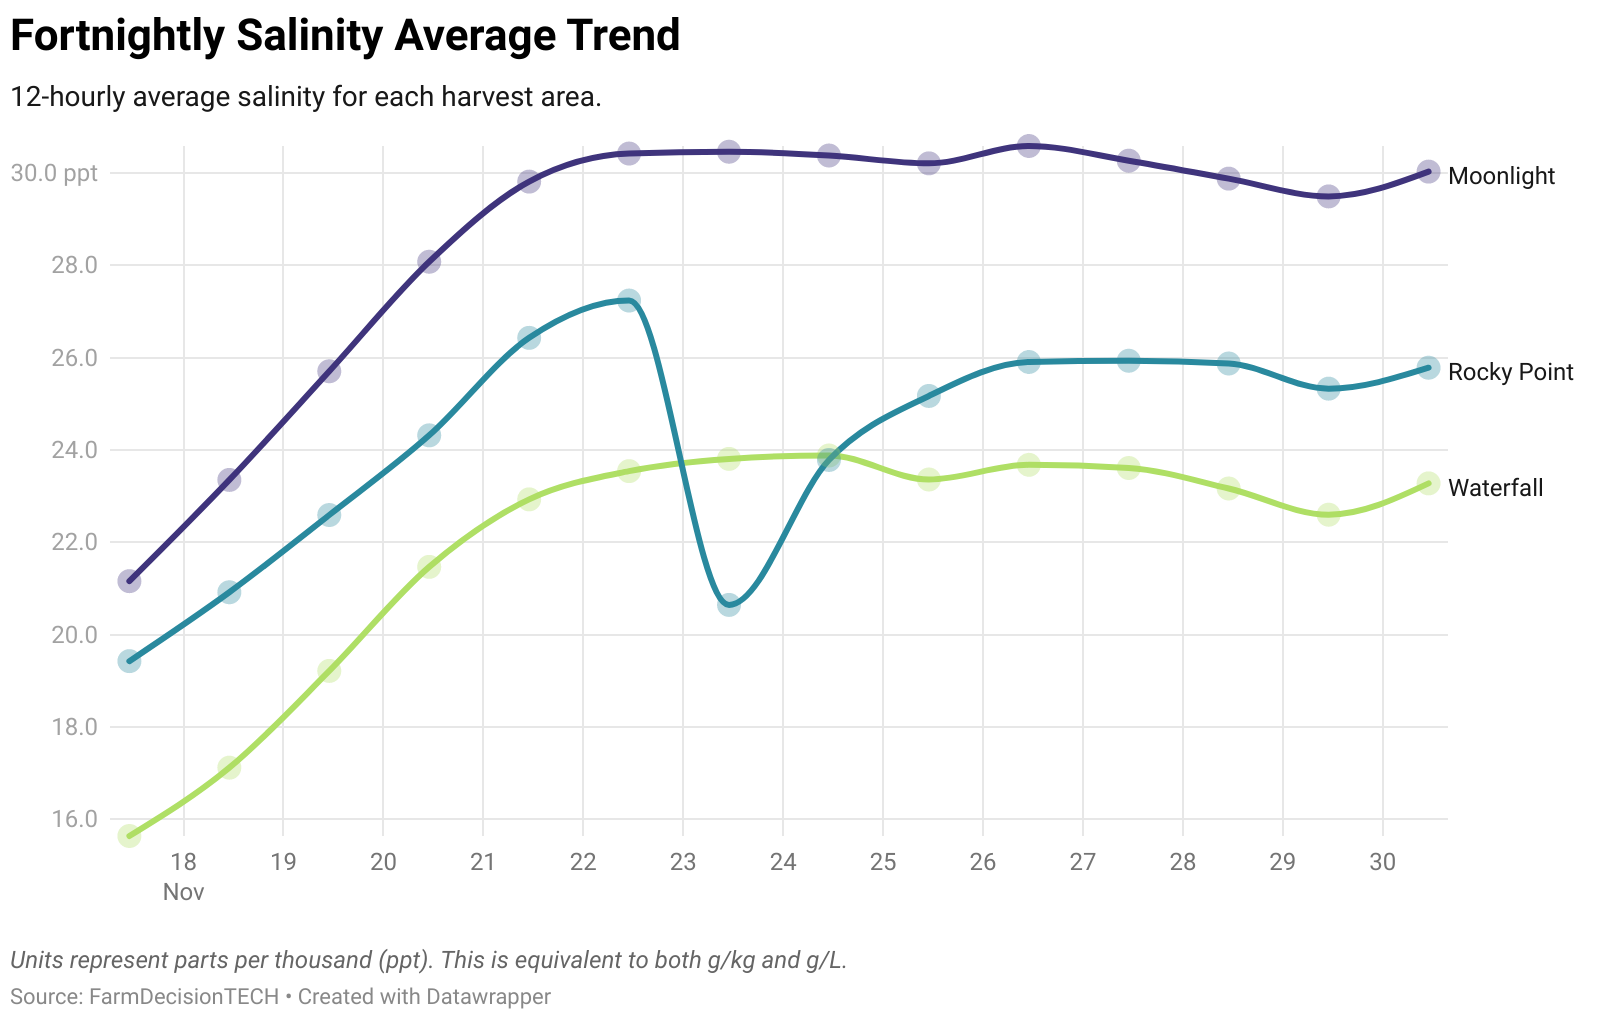 Fortnightly Salinity Average Trend
12-hourly average salinity for each harvest area.
30.0 ppt
28.0
26.0
24.0
22.0
20.0
18.0
16.0
Moonlight
Rocky Point
Waterfall
18 19 20 21 22 23 24 25 26 27 28 29 30
Nov
Units represent parts per thousand (ppt). This is equivalent to both g/kg and g/L.
Source: FarmDecisionTECH • Created with Datawrapper